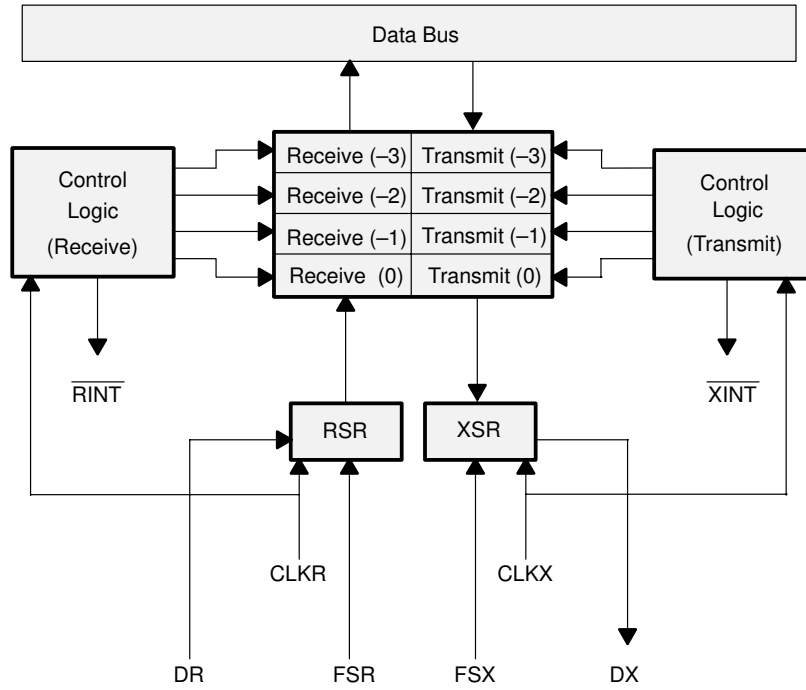 Data Bus
Receive (–3)
Transmit (–3)
Receive (–2)
Transmit (–2)
Receive (–1)
Transmit (–1)
Receive (0)
Transmit (0)
Control
Logic
(Receive)
Control
Logic
(Transmit)
RINT
XINT
RSR
XSR
CLKR
CLKX
DR
FSR
FSX
DX